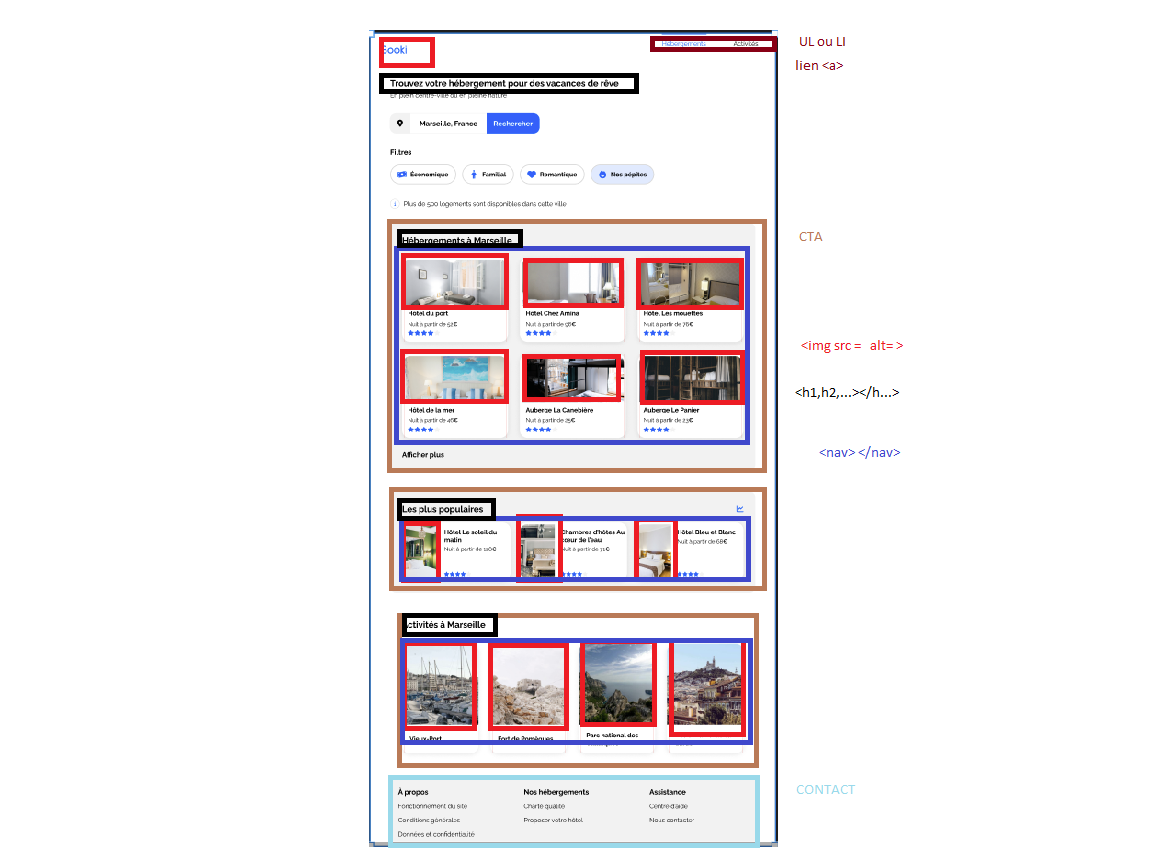 Booki
Hébergements Activités
UL ou LI
lien <a>
Trouvez votre hébergement pour des vacances de rêve
En plein centre-ville ou en pleine nature
Marseille, France Rechercher
Filtres
Économique Familial Romantique Nos pépites
Plus de 500 logements sont disponibles dans cette ville
CTA
Hébergements à Marseille
Hôtel du port Hôtel Chez Amina Hôtel Les mouettes
Nuit à partir de 52€ Nuit à partir de 96€ Nuit à partir de 76€
<img src = alt= >
<h1,h2,...></h...>
Hôtel de la mer Auberge La Canebière Auberge Le Panier
Nuit à partir de 46€ Nuit à partir de 25€ Nuit à partir de 23€
<nav> </nav>
Afficher plus
Les plus populaires
Hôtel Le soleil du matin
Nuit à partir de
Chambres d'hôtes Au cœur de l'eau
Nuit à partir de 71€
Hôtel Bleu et Blanc
Nuit à partir de 68€
Activités à Marseille
Vieux-Port Fort de Pomègues Parc national des
CONTACT
À propos Nos hébergements Assistance
Fonctionnement du site Charte qualité Centre d'aide
Conditions générales Proposer votre hôtel Nous contacter
Données et confidentialité